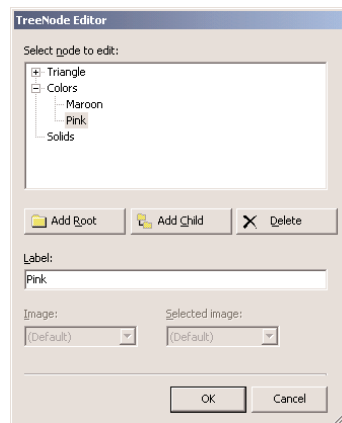 TreeNode Editor
Select node to edit:
Triangle
Colors
Maroon
Pink
Solids
Add Root Add Child Delete
Label:
Pink
Image: Selected image:
(Default) (Default)
OK Cancel